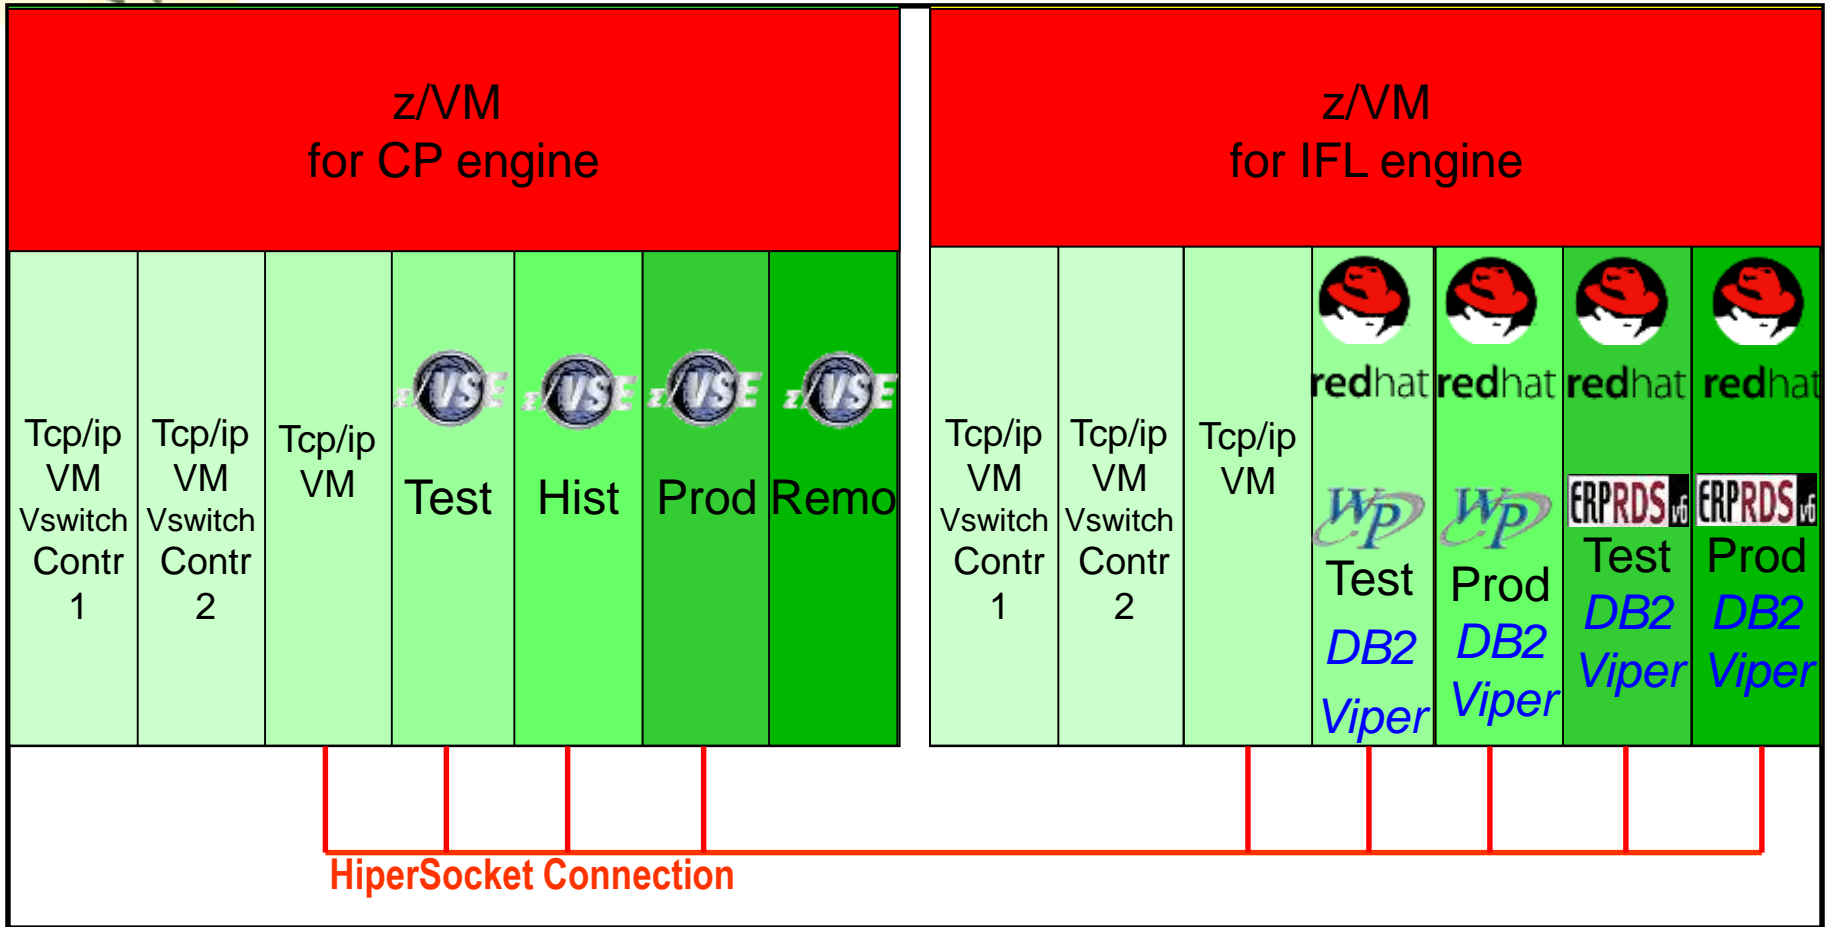 z/VM
for CP engine
Tcp/ip
VM
Vswitch
Contr
1
Tcp/ip
VM
Vswitch
Contr
2
Tcp/ip
VM
z/VSE
Test
z/VSE
Hist
z/VSE
Prod
z/VSE
Remo
z/VM
for IFL engine
Tcp/ip
VM
Vswitch
Contr
1
Tcp/ip
VM
Vswitch
Contr
2
Tcp/ip
VM
redhat
WP
Test
DB2
Viper
redhat
WP
Prod
DB2
Viper
redhat
ERPRDS v6
Test
DB2
Viper
redhat
ERPRDS v6
Prod
DB2
Viper
HiperSocket Connection